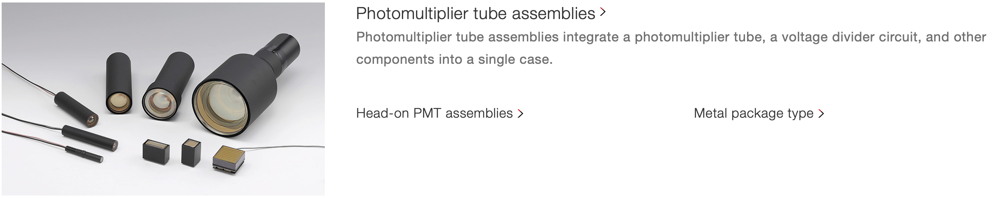 Photomultiplier tube assemblies
Photomultiplier tube assemblies integrate a photomultiplier tube, a voltage divider circuit, and other
components into a single case.
Head-on PMT assemblies
Metal package type